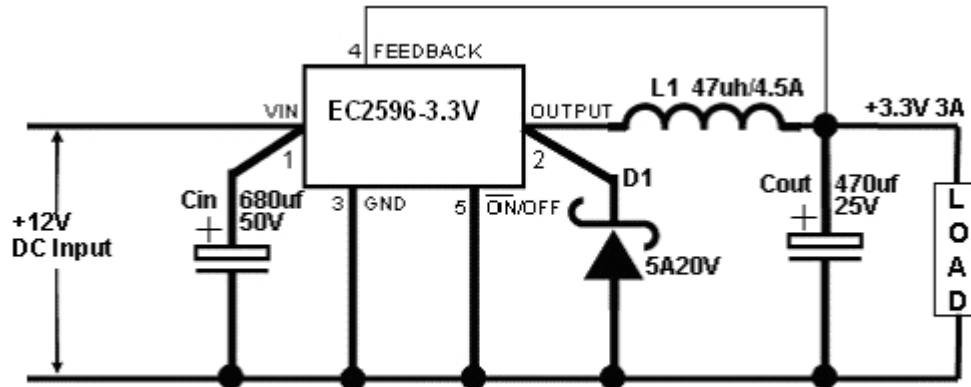 4 FEEDBACK
VIN
EC2596-3.3V
OUTPUT
L1 47uh/4.5A
+3.3V 3A
1
2
Cin
680uf
50V
+
3 GND
5 ON/OFF
D1
5A20V
Cout
470uf
25V
+
LOAD
+12V
DC Input